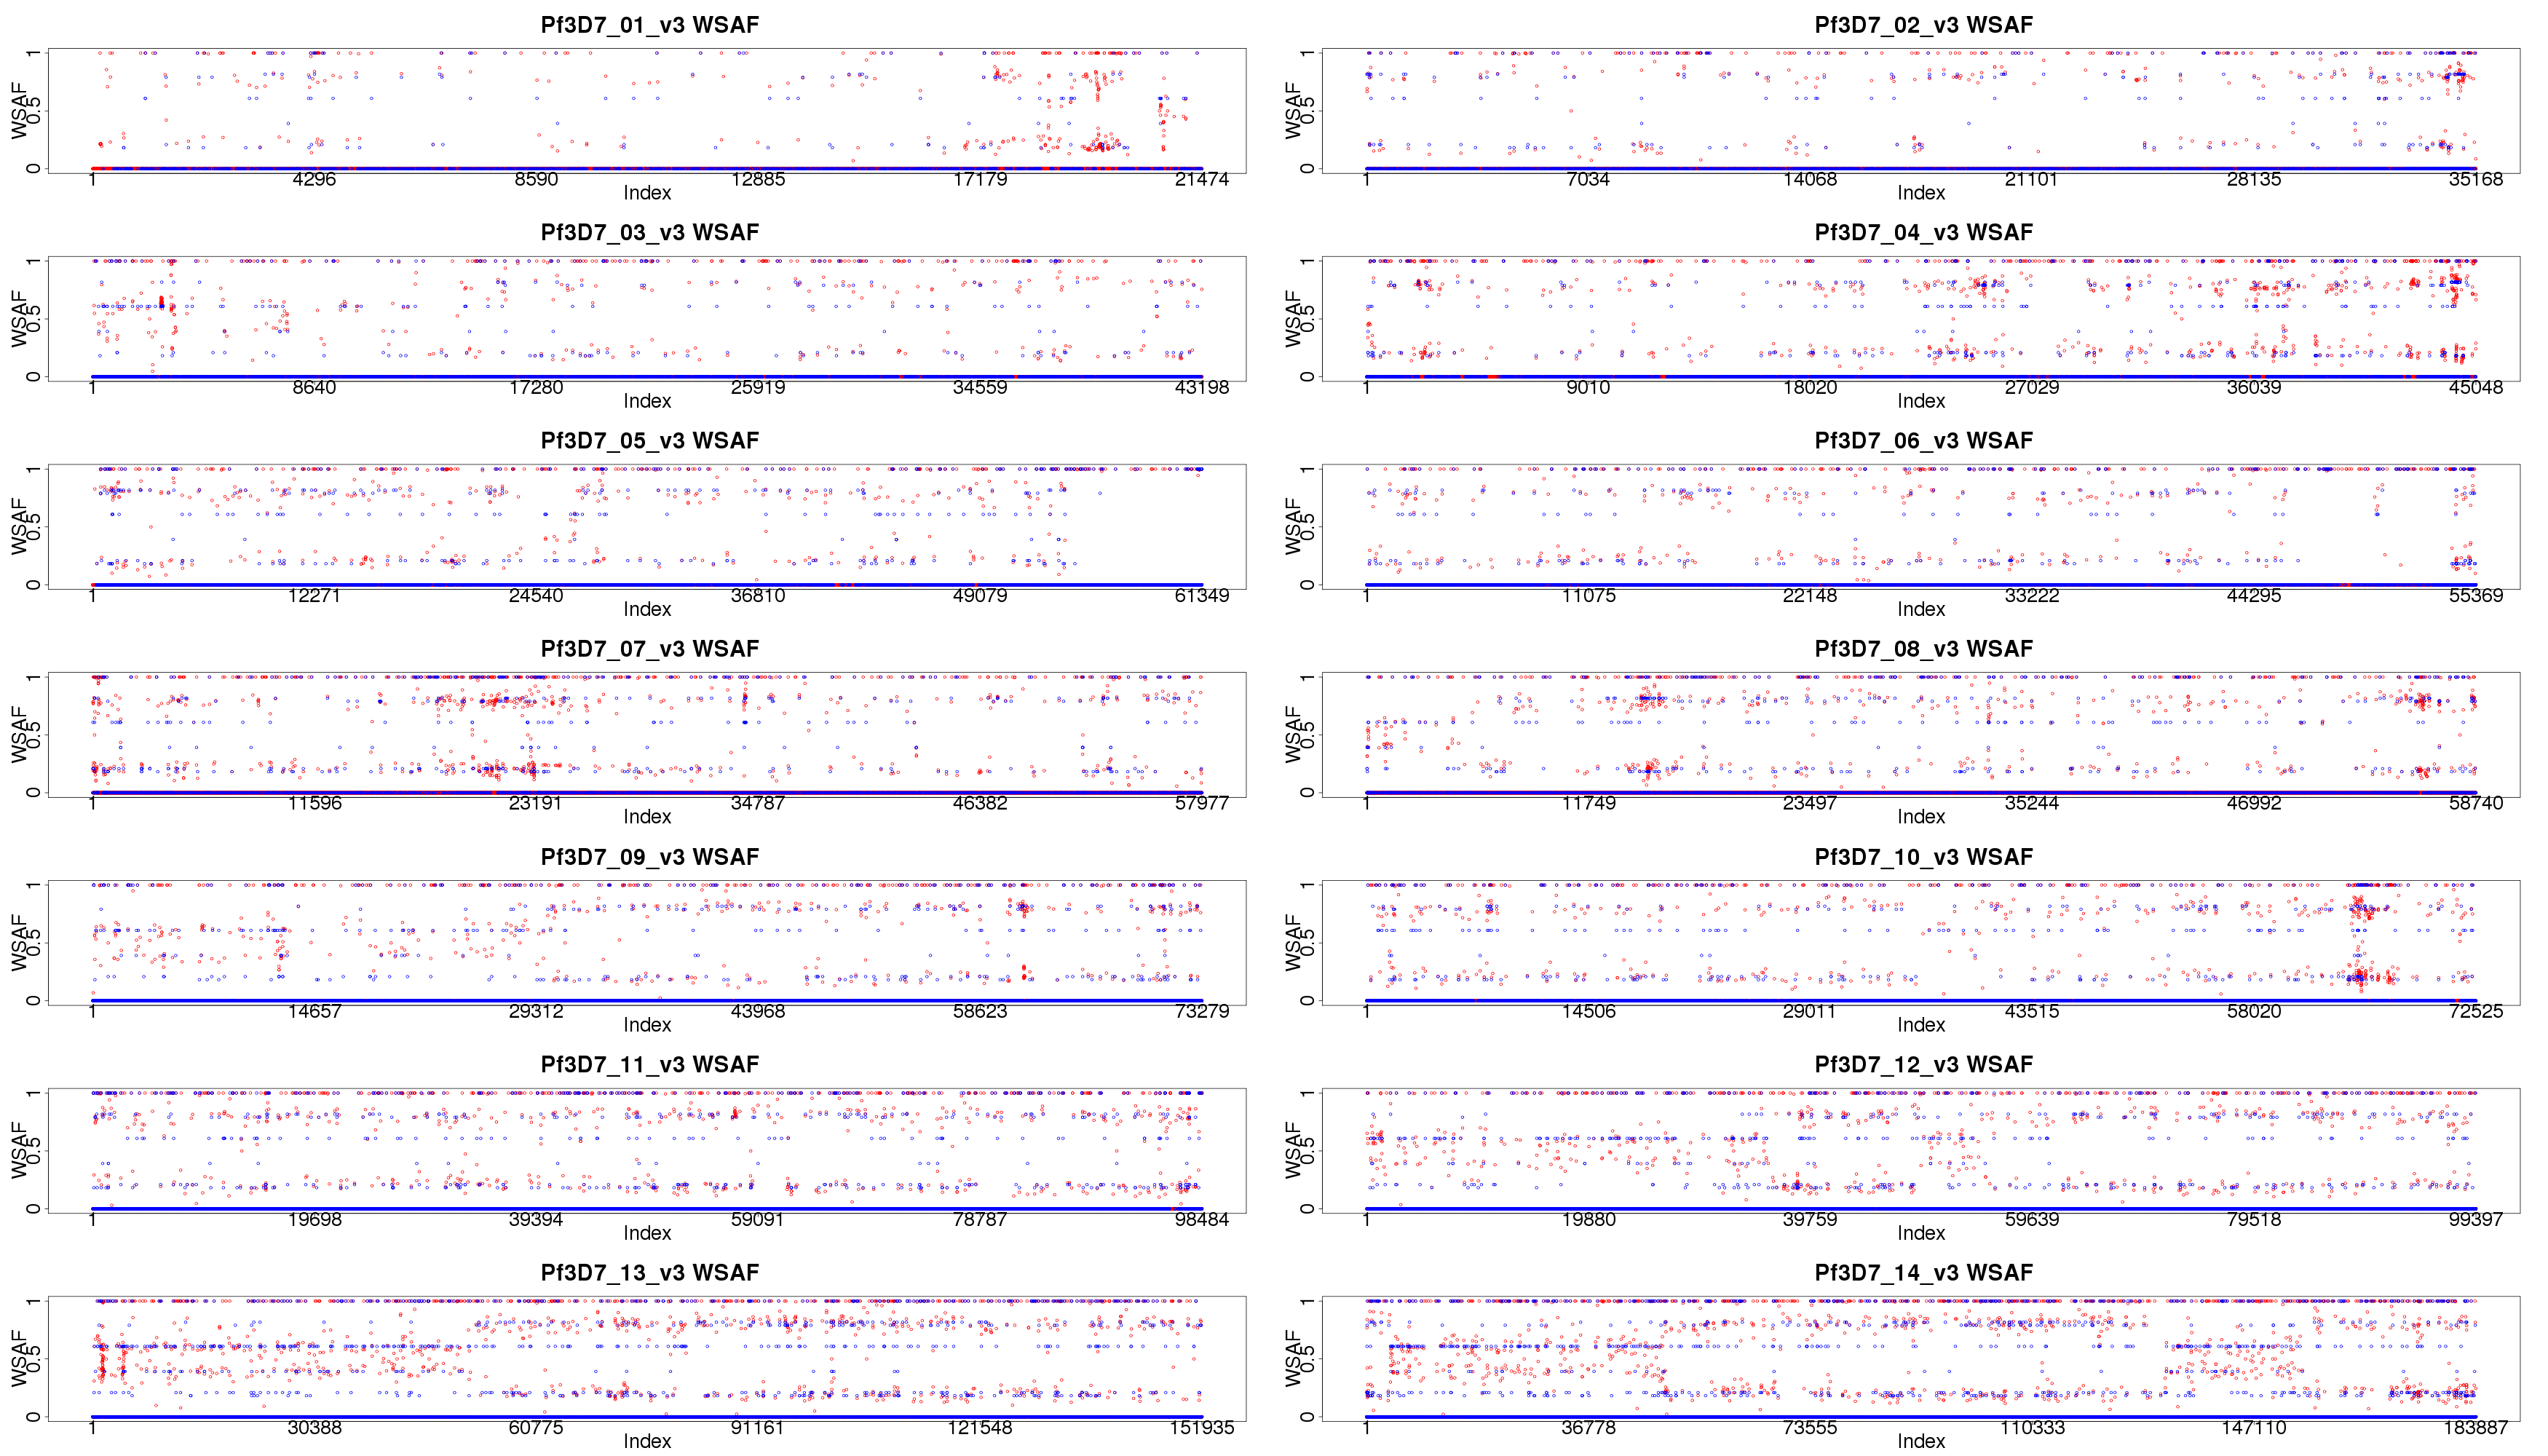 Pf3D7_01_v3 WSAF
WSAF
0 0.5 1
1 4296 8590 12885 17179 21474
Index
Pf3D7_02_v3 WSAF
WSAF
0 0.5 1
1 7034 14068 21101 28135 35168
Index
Pf3D7_03_v3 WSAF
WSAF
0 0.5 1
1 8640 17280 25919 34559 43198
Index
Pf3D7_04_v3 WSAF
WSAF
0 0.5 1
1 9010 18020 27029 36039 45048
Index
Pf3D7_05_v3 WSAF
WSAF
0 0.5 1
1 12271 24540 36810 49079 61349
Index
Pf3D7_06_v3 WSAF
WSAF
0 0.5 1
1 11075 22148 33222 44295 55369
Index
Pf3D7_07_v3 WSAF
WSAF
0 0.5 1
1 11596 23191 34787 46382 57977
Index
Pf3D7_08_v3 WSAF
WSAF
0 0.5 1
1 11749 23497 35244 46992 58740
Index
Pf3D7_09_v3 WSAF
WSAF
0 0.5 1
1 14657 29312 43968 58623 73279
Index
Pf3D7_10_v3 WSAF
WSAF
0 0.5 1
1 14506 29011 43515 58020 72525
Index
Pf3D7_11_v3 WSAF
WSAF
0 0.5 1
1 19698 39394 59091 78787 98484
Index
Pf3D7_12_v3 WSAF
WSAF
0 0.5 1
1 19880 39759 59639 79518 99397
Index
Pf3D7_13_v3 WSAF
WSAF
0 0.5 1
1 30388 60775 91161 121548 151935
Index
Pf3D7_14_v3 WSAF
WSAF
0 0.5 1
1 36778 73555 110333 147110 183887
Index